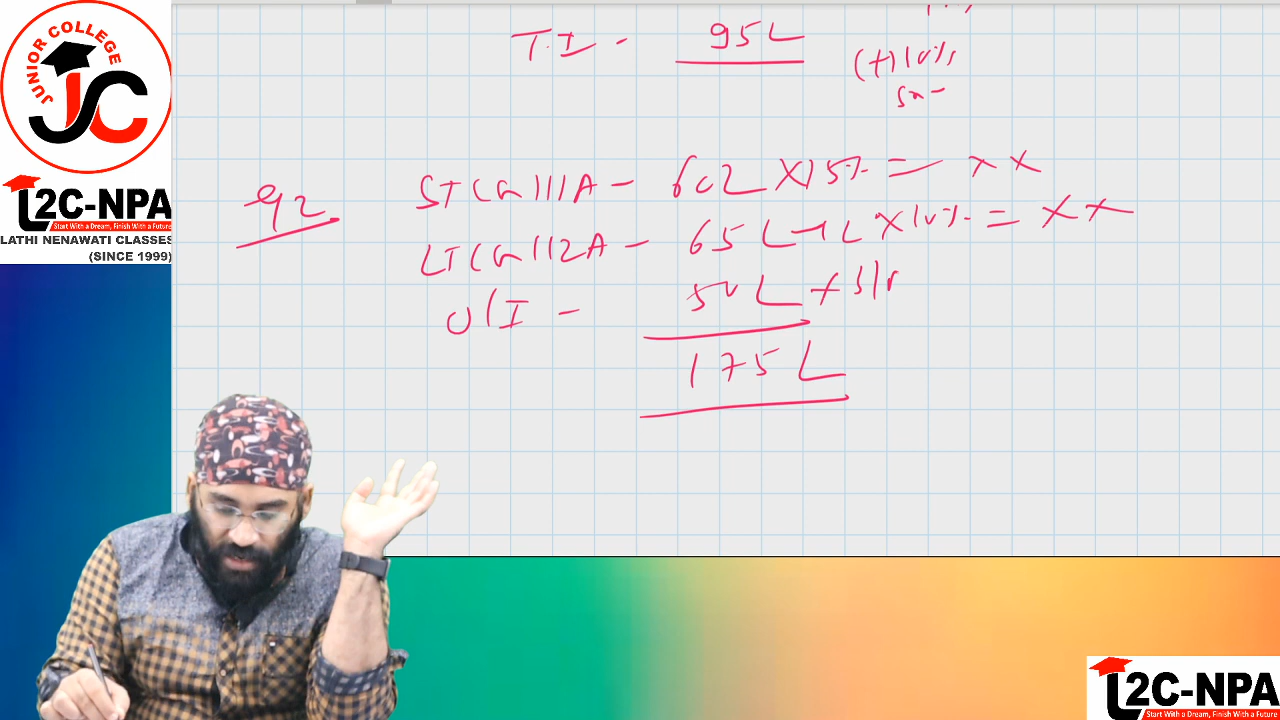 JUNIOR COLLEGE
JC
L2C-NPA
Start With a Dream, Finish With a Future
LATHI NENAWATI CLASSES
(SINCE 1999)
T.I - 95L
(+) 10%
Q2
STCG 111A - 60L X 15% = xx
LTCG 112A - 65L - 1L X 10% = xx
O/I - 50L
175L
L2C-NPA
Start With a Dream, Finish With a Future